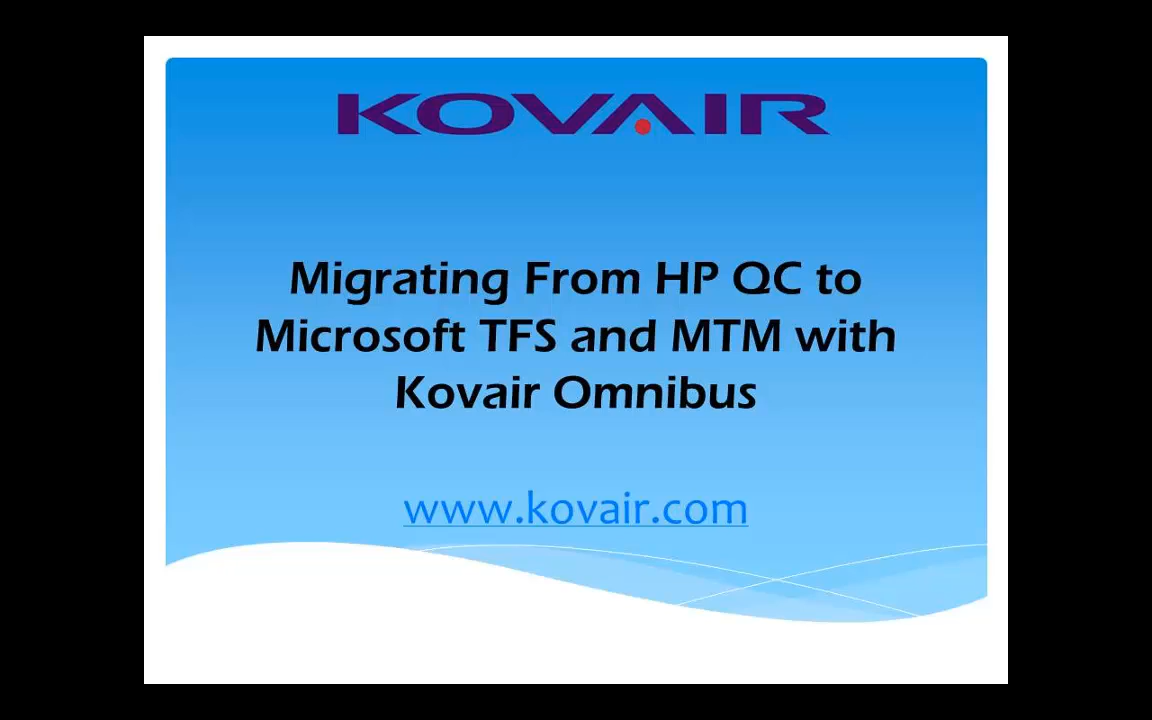 KOVAIR
Migrating From HP QC to
Microsoft TFS and MTM with
Kovair Omnibus
www.kovair.com